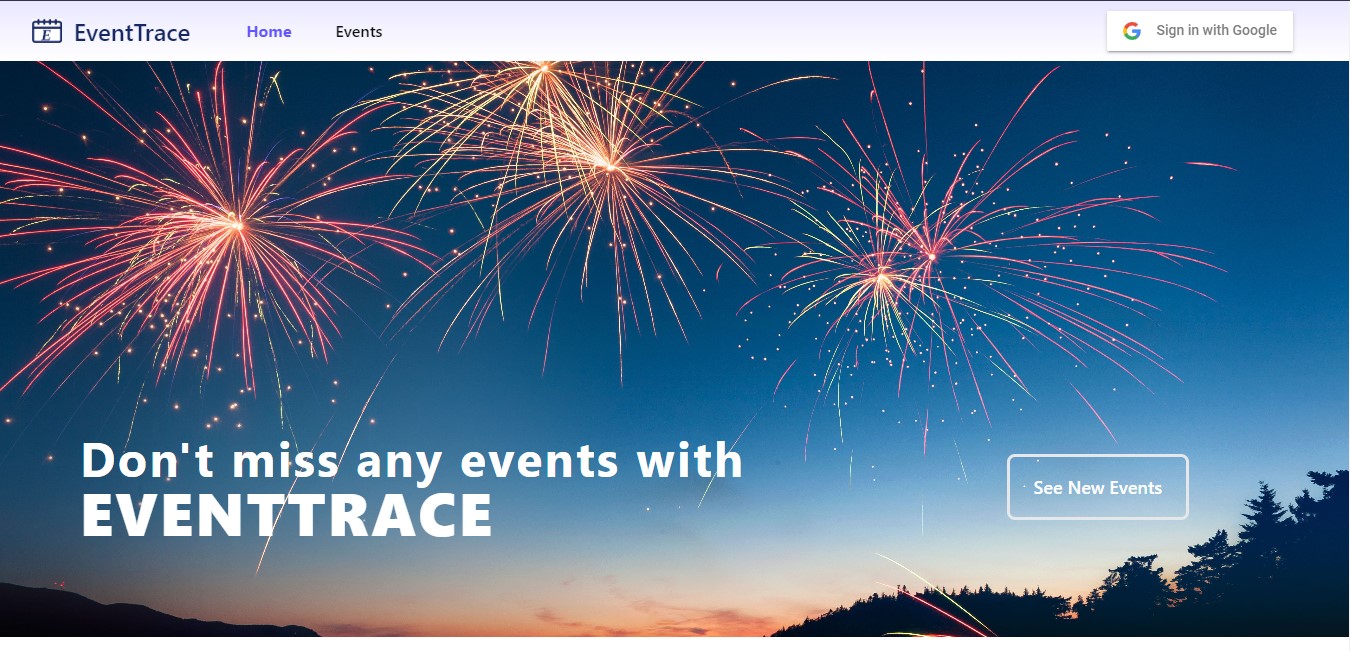 EventTrace
Home
Events
Sign in with Google
Don't miss any events with
EVENTTRACE
See New Events